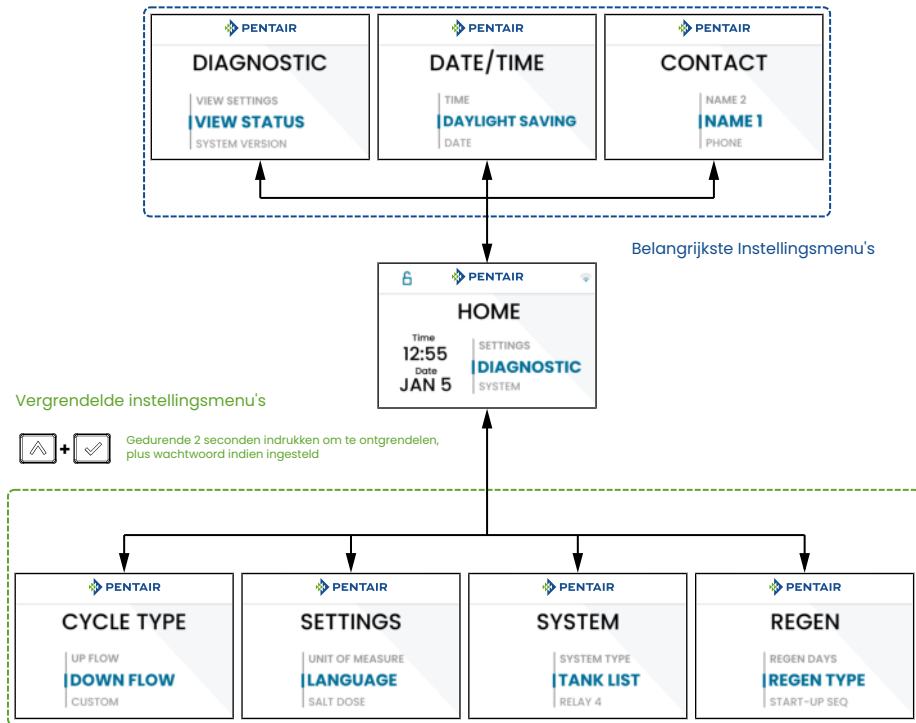 PENTAIR
DIAGNOSTIC
VIEW SETTINGS
VIEW STATUS
SYSTEM VERSION
PENTAIR
DATE/TIME
TIME
DAYLIGHT SAVING
DATE
PENTAIR
CONTACT
NAME 2
NAME 1
PHONE
Belangrijkste Instellingsmenu's
PENTAIR
HOME
Time
12:55
Date
JAN 5
SETTINGS
DIAGNOSTIC
SYSTEM
Vergrendelde instellingsmenu's
+
Gedurende 2 seconden indrukken om te ontgrendelen,
plus wachtwoord indien ingesteld
PENTAIR
CYCLE TYPE
UP FLOW
DOWN FLOW
CUSTOM
PENTAIR
SETTINGS
UNIT OF MEASURE
LANGUAGE
SALT DOSE
PENTAIR
SYSTEM
SYSTEM TYPE
TANK LIST
RELAY 4
PENTAIR
REGEN
REGEN DAYS
REGEN TYPE
START-UP SEQ